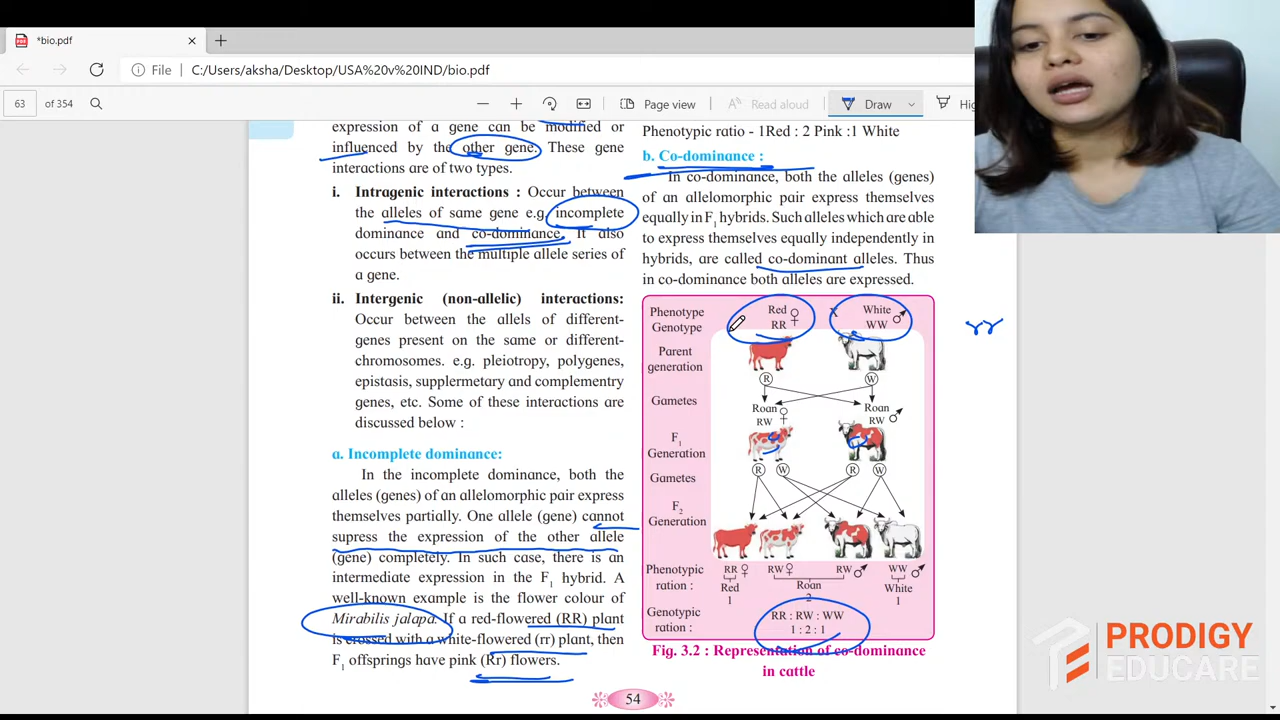 *bio.pdf
File
C:/Users/aksha/Desktop/USA%20v%20IND/bio.pdf
63
of 354
Page view
Read aloud
Draw
expression of a gene can be modified or
influenced by the other gene. These gene
interactions are of two types.
i. Intragenic interactions : Occur between
the alleles of same gene e.g. incomplete
dominance and co-dominance. It also
occurs between the multiple allele series of
a gene.
ii. Intergenic (non-allelic) interactions:
Occur between the allels of different-
genes present on the same or different-
chromosomes. e.g. pleiotropy, polygenes,
epistasis, supplermetary and complementry
genes, etc. Some of these interactions are
discussed below :
a. Incomplete dominance:
In the incomplete dominance, both the
alleles (genes) of an allelomorphic pair express
themselves partially. One allele (gene) cannot
supress the expression of the other allele
(gene) completely. In such case, there is an
intermediate expression in the F1 hybrid. A
well-known example is the flower colour of
Mirabilis jalapa. If a red-flowered (RR) plant
is crossed with a white-flowered (rr) plant, then
F1 offsprings have pink (Rr) flowers.
Phenotypic ratio - 1Red : 2 Pink :1 White
b. Co-dominance :
In co-dominance, both the alleles (genes)
of an allelomorphic pair express themselves
equally in F1 hybrids. Such alleles which are able
to express themselves equally independently in
hybrids, are called co-dominant alleles. Thus
in co-dominance both alleles are expressed.
Phenotype Red ♀ X White ♂
Genotype RR WW
Parent
generation
R W
Gametes
Roan ♀ Roan ♂
RW RW
F1
Generation
Gametes R W R W
F2
Generation
Phenotypic RR ♀ RW ♀ RW ♂ WW ♂
ration : Red Roan White
1 2 1
Genotypic RR : RW : WW
ration : 1 : 2 : 1
Fig. 3.2 : Representation of co-dominance
in cattle
rr
54
PRODIGY
EDUCARE